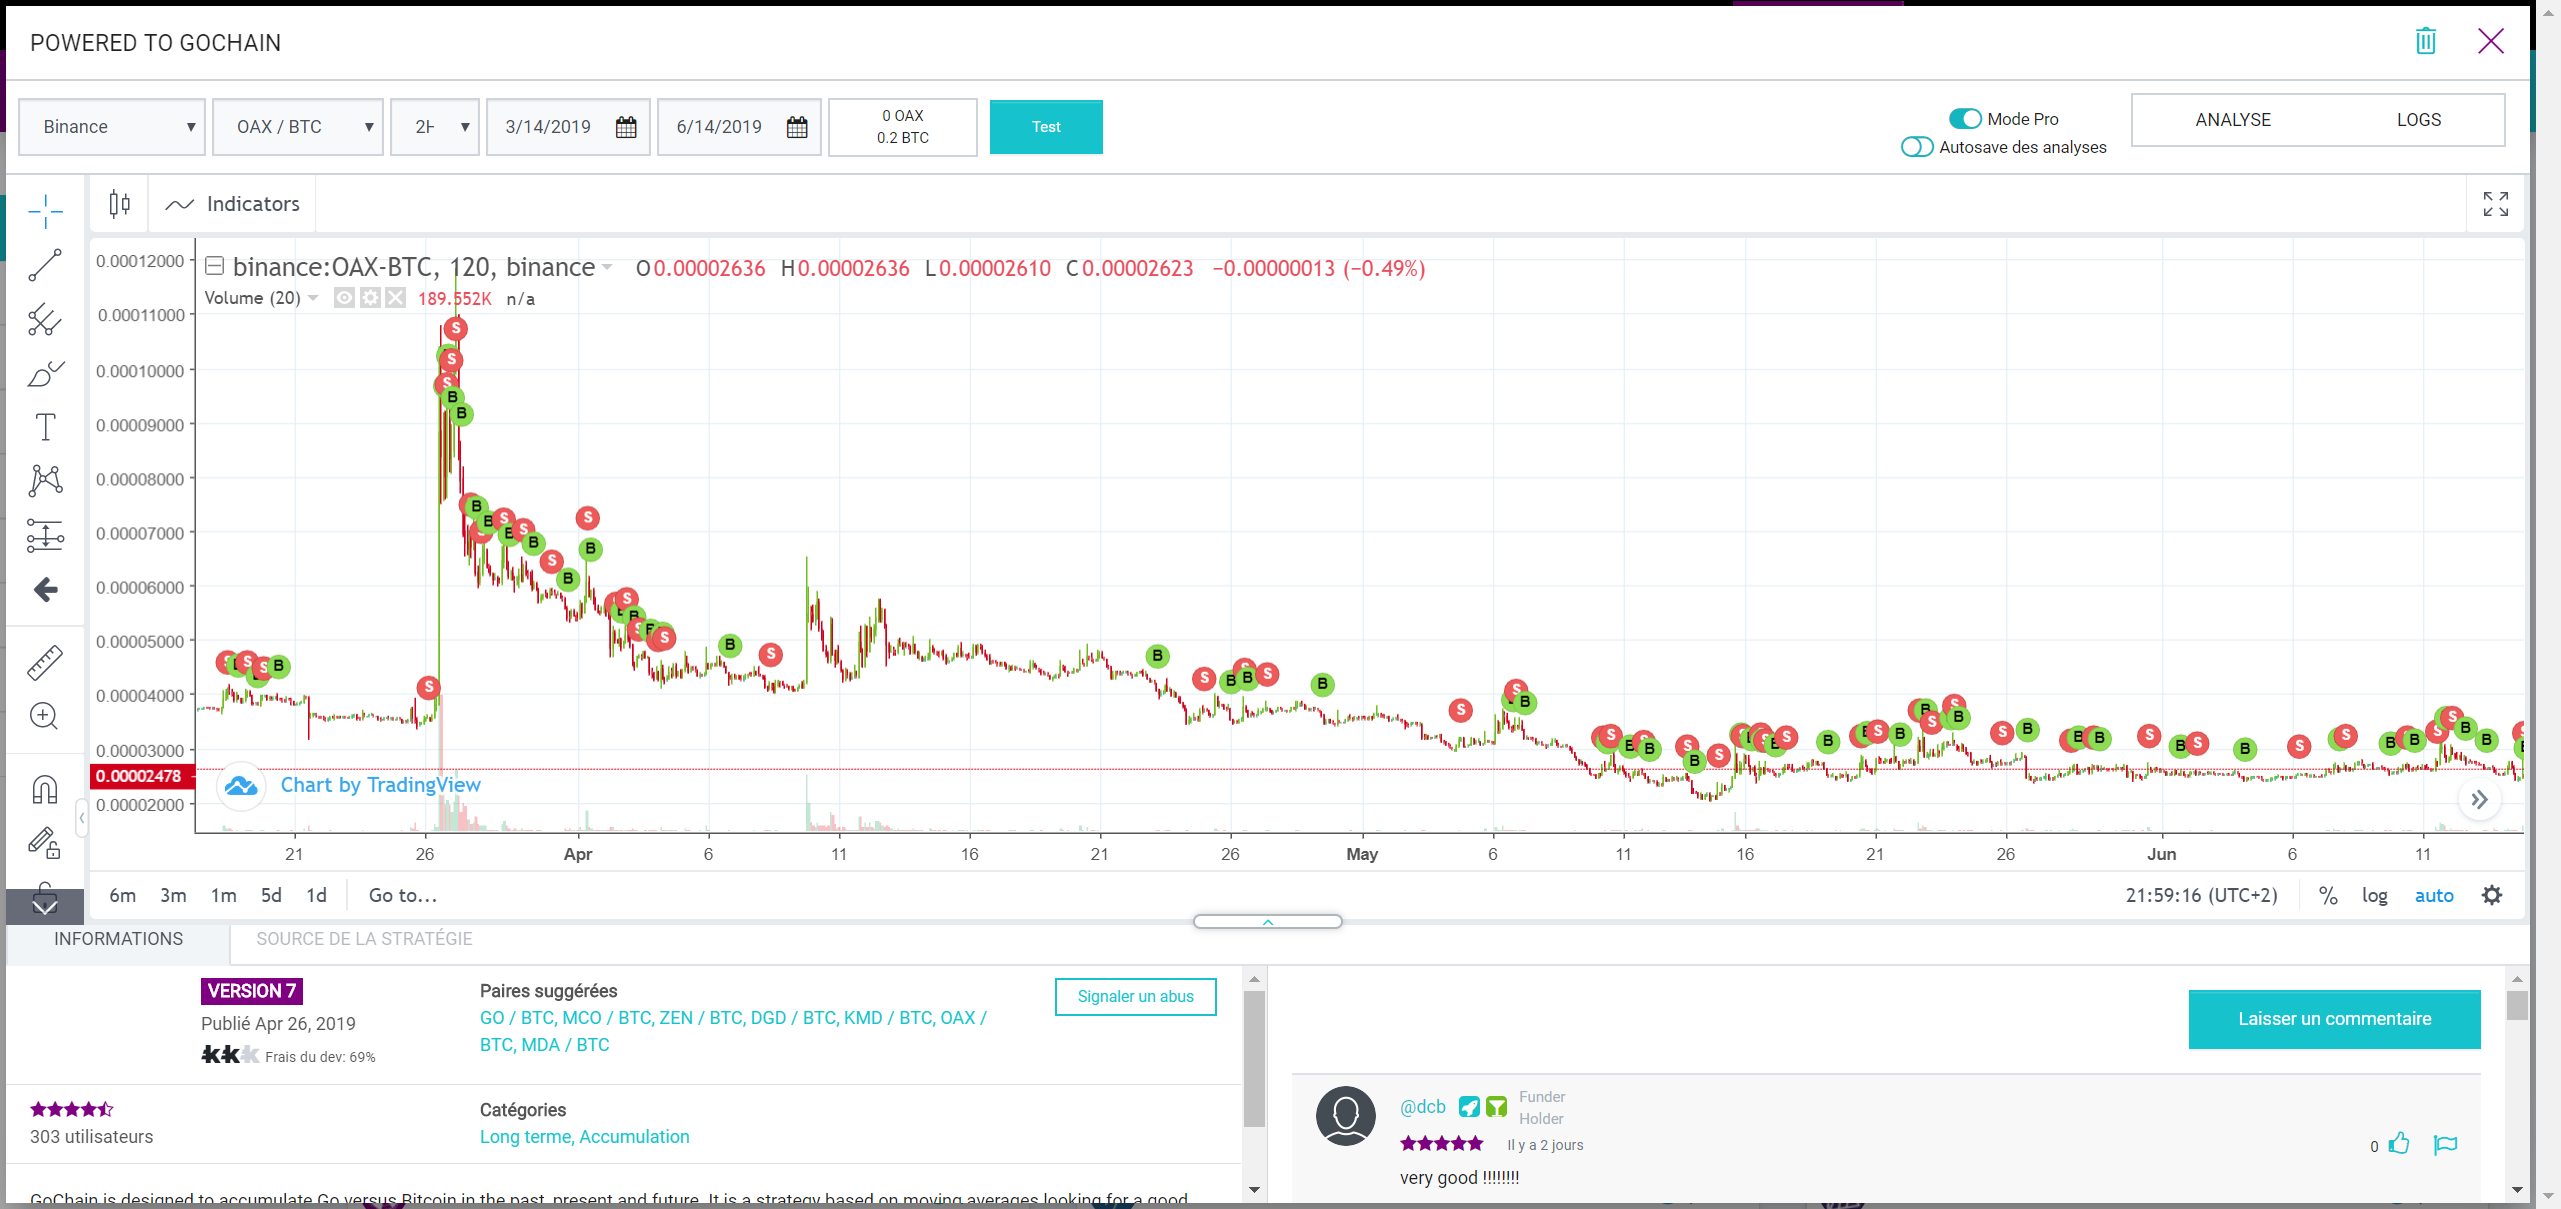 POWERED TO GOCHAIN
Binance
OAX / BTC
3/14/2019
6/14/2019
0 OAX
0.2 BTC
Test
Mode Pro
Autosave des analyses
ANALYSE
LOGS
Indicators
binance:OAX-BTC, 120, binance
O0.00002636 H0.00002636 L0.00002610 C0.00002623 −0.00000013 (−0.49%)
Volume (20)
189.552K n/a
0.00012000
0.00011000
0.00010000
0.00009000
0.00008000
0.00007000
0.00006000
0.00005000
0.00004000
0.00003000
0.00002478
0.00002000
Chart by TradingView
21 26 Apr 6 11 16 21 26 May 6 11 16 21 26 Jun 6 11
6m 3m 1m 5d 1d Go to...
21:59:16 (UTC+2) % log auto
INFORMATIONS
SOURCE DE LA STRATÉGIE
VERSION 7
Publié Apr 26, 2019
Frais du dev: 69%
Paires suggérées
GO / BTC, MCO / BTC, ZEN / BTC, DGD / BTC, KMD / BTC, OAX /
BTC, MDA / BTC
Signaler un abus
303 utilisateurs
Catégories
Long terme, Accumulation
GoChain is designed to accumulate Go versus Bitcoin in the past, present and future. It is a strategy based on moving averages looking for a good
Laisser un commentaire
@dcb
Funder
Holder
Il y a 2 jours
0
very good !!!!!!!!